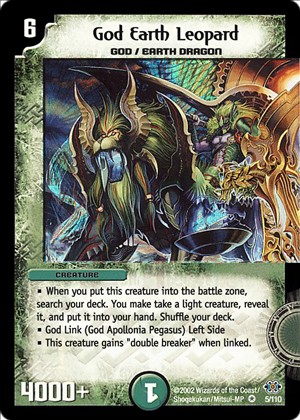 6
God Earth Leopard
GOD / EARTH DRAGON
CREATURE
▪ When you put this creature into the battle zone,
search your deck. You make take a light creature, reveal
it, and put it into your hand. Shuffle your deck.
▪ God Link (God Apollonia Pegasus) Left Side
▪ This creature gains "double breaker" when linked.
4000+
1
©2002 Wizards of the Coast/
Shogakukan/Mitsui-MP
5/110